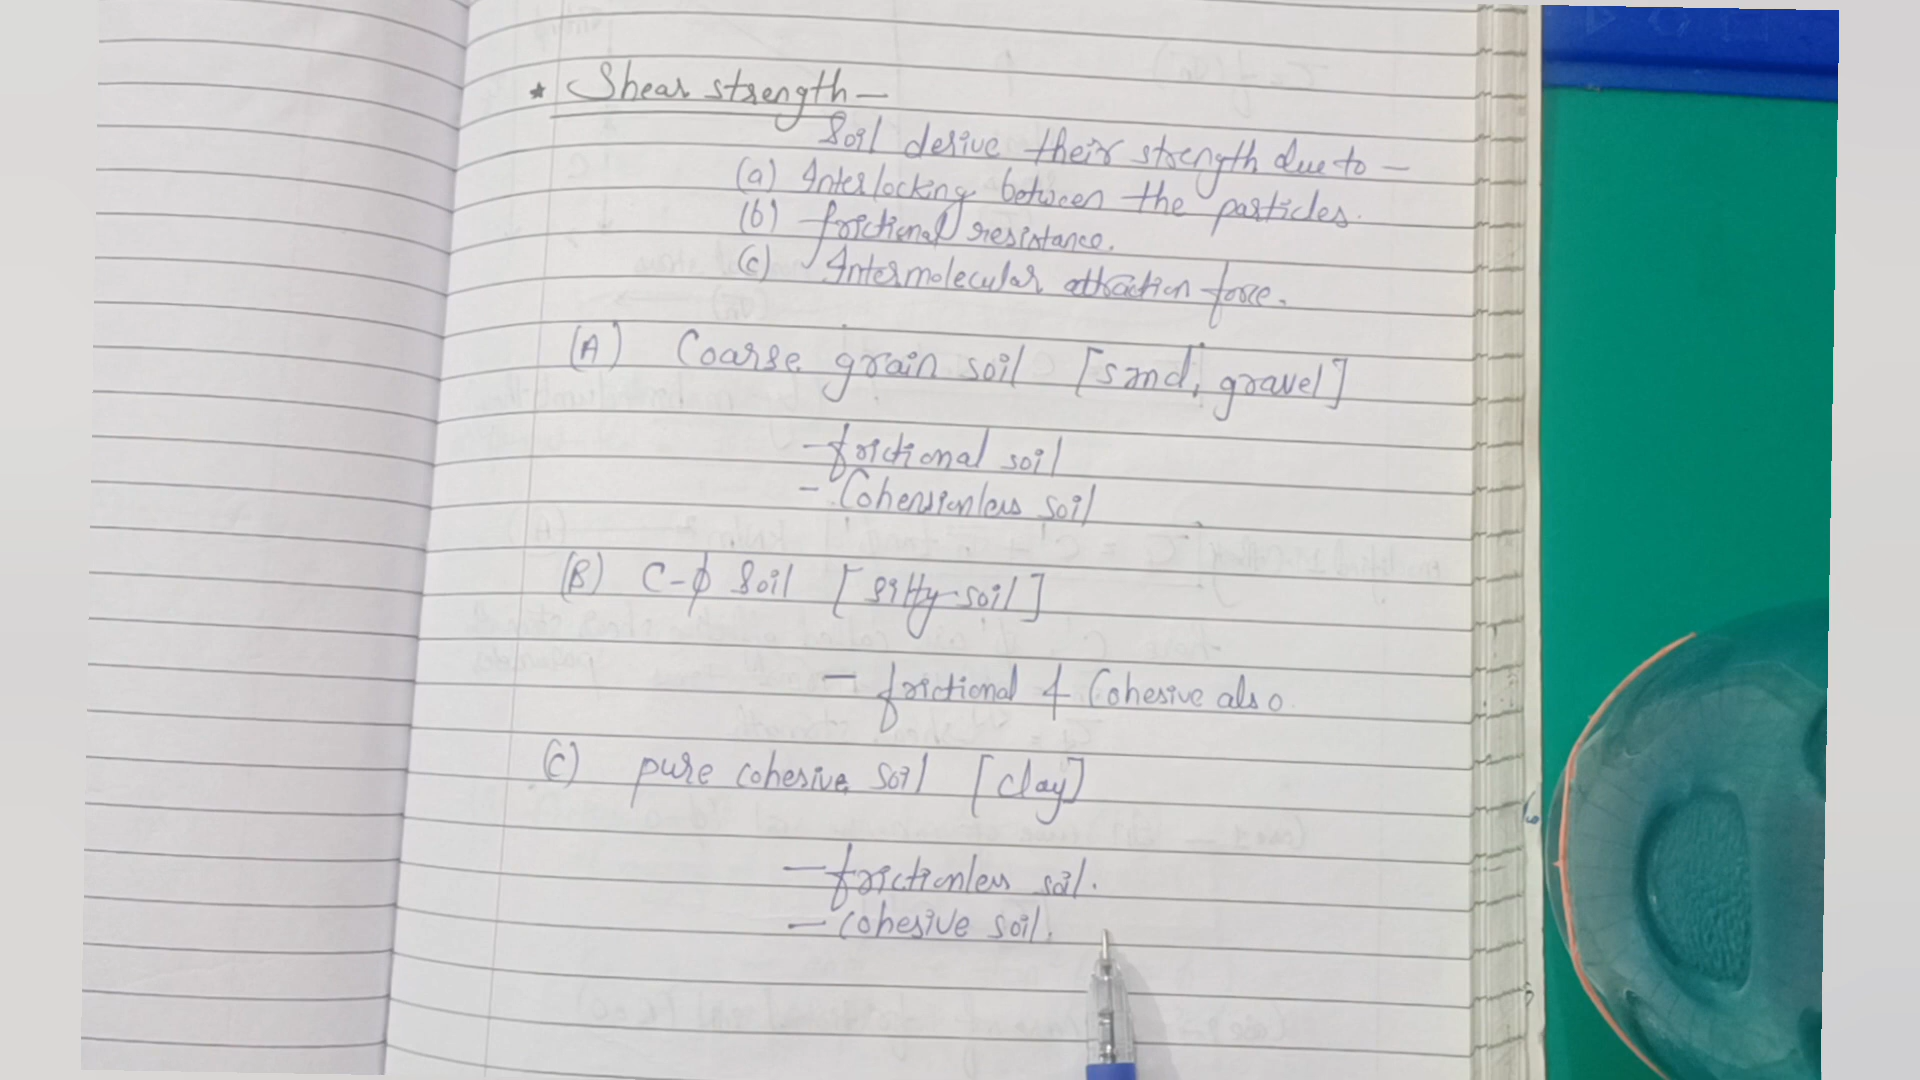 * Shear strength —
Soil derive their strength due to —
(a) Interlocking between the particles.
(b) frictional resistance.
(c) Intermolecular attraction force.
(A) Coarse grain soil [sand, gravel]
- frictional soil
- Cohensionless soil
(B) C-ϕ Soil [silty soil]
- frictional & Cohesive also.
(C) pure cohesive soil [clay]
- frictionless soil.
- cohesive soil.